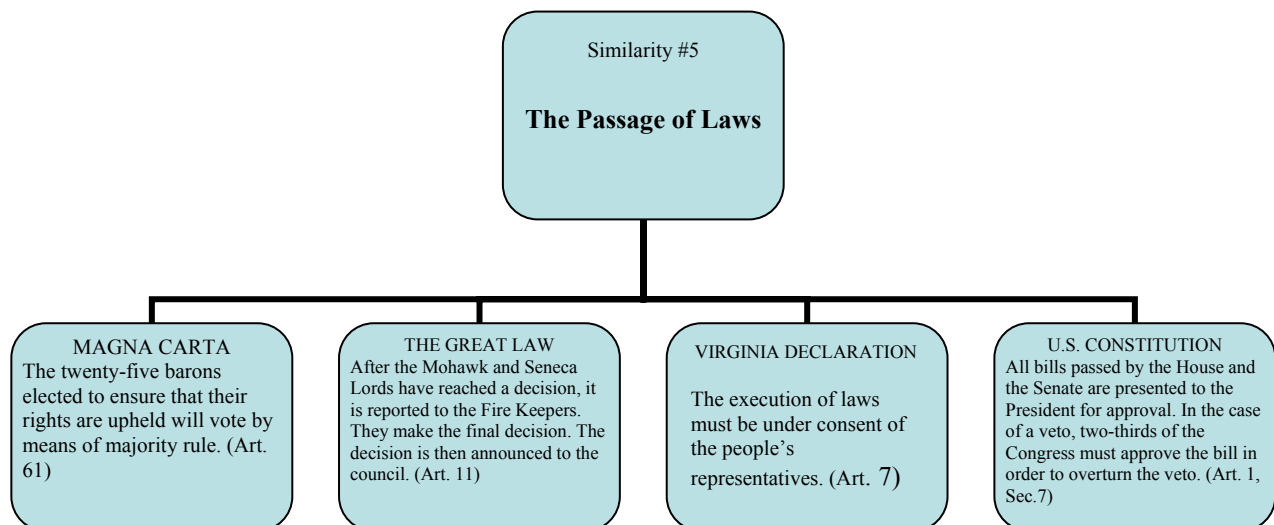 Similarity #5
The Passage of Laws
MAGNA CARTA
The twenty-five barons
elected to ensure that their
rights are upheld will vote by
means of majority rule. (Art.
61)
THE GREAT LAW
After the Mohawk and Seneca
Lords have reached a decision, it
is reported to the Fire Keepers.
They make the final decision. The
decision is then announced to the
council. (Art. 11)
VIRGINIA DECLARATION
The execution of laws
must be under consent
of the people’s
representatives. (Art. 7)
U.S. CONSTITUTION
All bills passed by the House and
the Senate are presented to the
President for approval. In the case
of a veto, two-thirds of the
Congress must approve the bill in
order to overturn the veto. (Art. 1,
Sec.7)